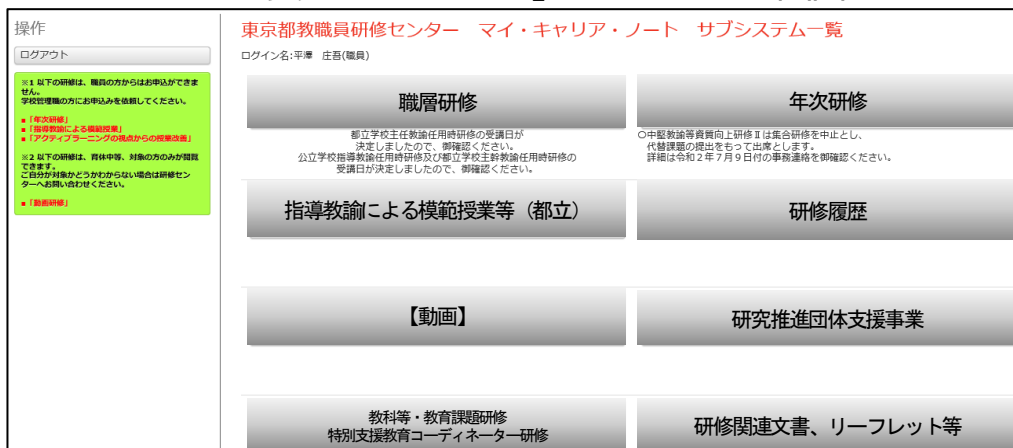 操作
ログアウト
※1 以下の研修は、職員の方からはお申込ができま
せん。
学校管理職の方にお申込みを依頼してください。
■「年次研修」
■「指導教諭による模範授業」
■「アクティブラーニングの視点からの授業改善」
※2 以下の研修は、育休中等、対象の方のみが閲覧
できます。
ご自分が対象かどうかわからない場合は研修セン
ターへお問い合わせください。
■「動画研修」
東京都教職員研修センター　マイ・キャリア・ノート　サブシステム一覧
ログイン名:平澤　庄吾(職員)
職層研修
都立学校主任教諭任用時研修の受講日が
決定しましたので、御確認ください。
公立学校指導教諭任用時研修及び都立学校主幹教諭任用時研修の
受講日が決定しましたので、御確認ください。
年次研修
○中堅教諭等資質向上研修Ⅱは集合研修を中止とし、
代替課題の提出をもって出席とします。
詳細は令和2年7月9日付の事務連絡を御確認ください。
指導教諭による模範授業等（都立）
研修履歴
【動画】
研究推進団体支援事業
教科等・教育課題研修
特別支援教育コーディネーター研修
研修関連文書、リーフレット等